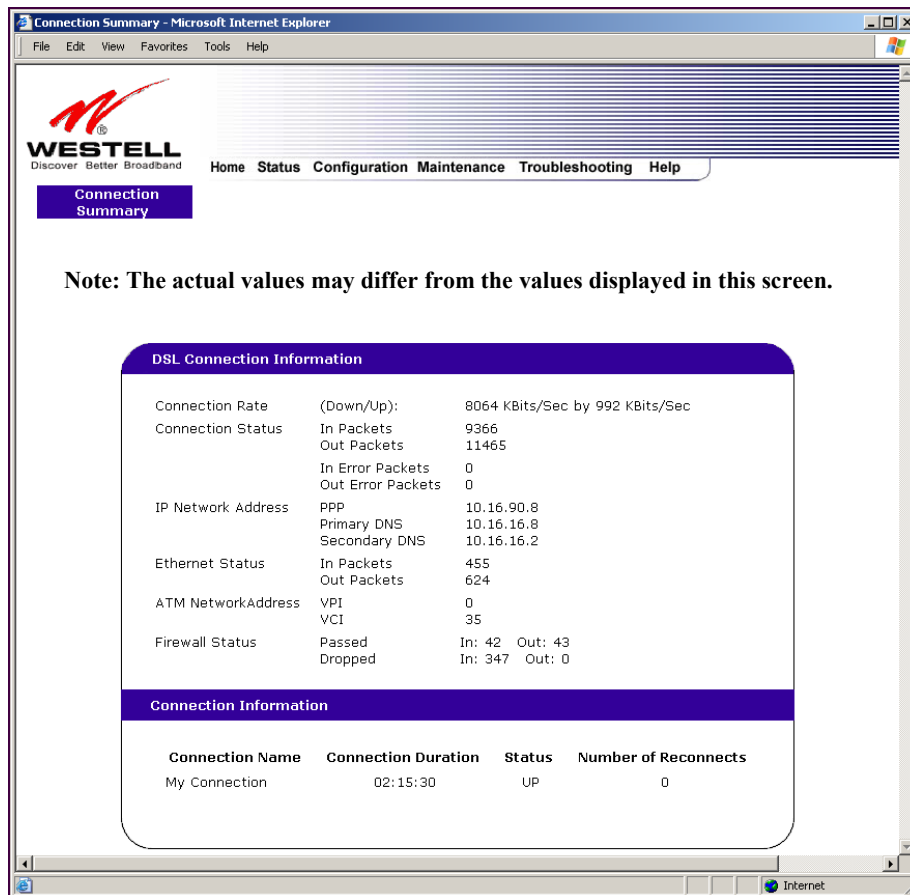 Connection Summary - Microsoft Internet Explorer
File Edit View Favorites Tools Help
®
WESTELL
Discover Better Broadband
Home Status Configuration Maintenance Troubleshooting Help
Connection
Summary
Note: The actual values may differ from the values displayed in this screen.
DSL Connection Information
Connection Rate (Down/Up): 8064 KBits/Sec by 992 KBits/Sec
Connection Status In Packets 9366
Out Packets 11465
In Error Packets 0
Out Error Packets 0
IP Network Address PPP 10.16.90.8
Primary DNS 10.16.16.8
Secondary DNS 10.16.16.2
Ethernet Status In Packets 455
Out Packets 624
ATM NetworkAddress VPI 0
VCI 35
Firewall Status Passed In: 42 Out: 43
Dropped In: 347 Out: 0
Connection Information
Connection Name Connection Duration Status Number of Reconnects
My Connection 02:15:30 UP 0
Internet